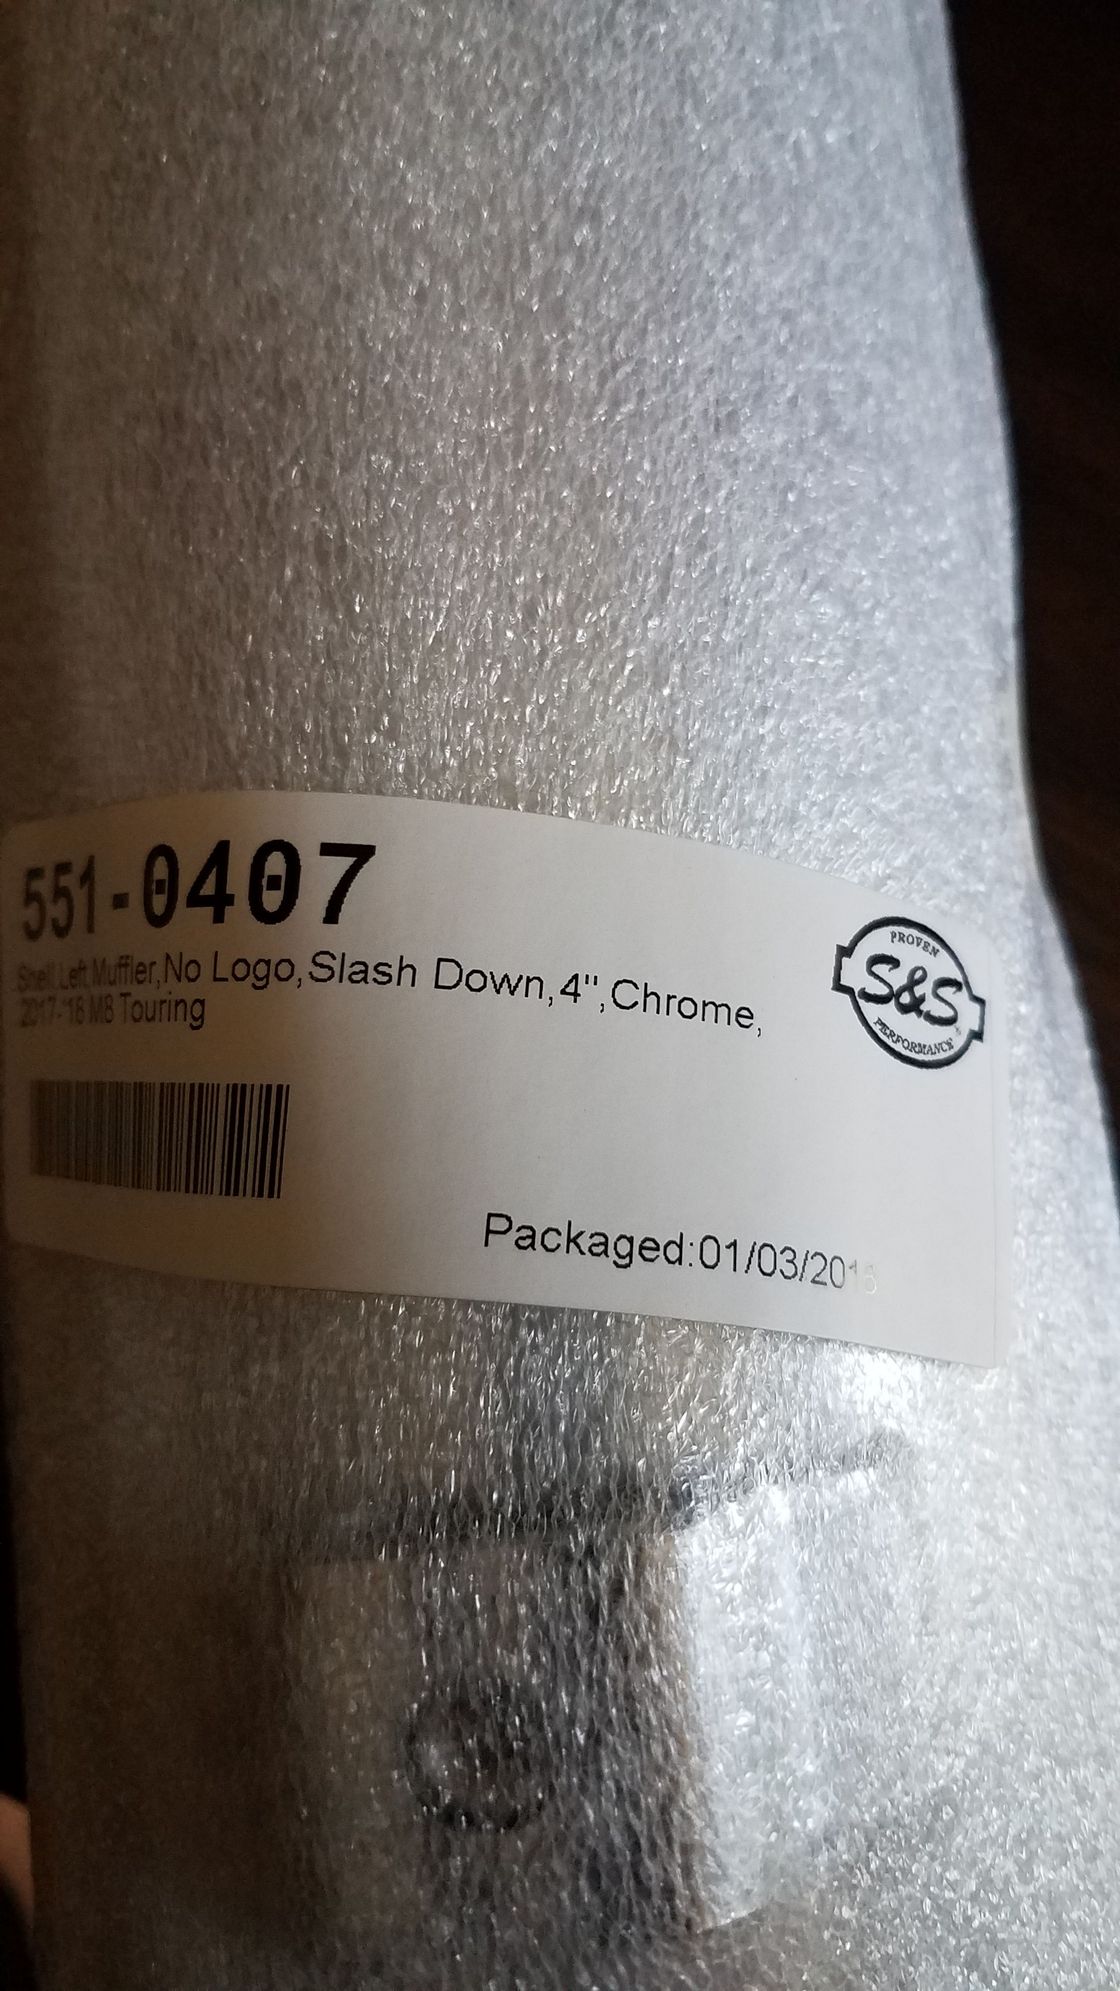 551-0407
Shell,Left Muffler,No Logo,Slash Down,4",Chrome,
2017-'18 M8 Touring
PROVEN
S&S
PERFORMANCE
Packaged:01/03/2018